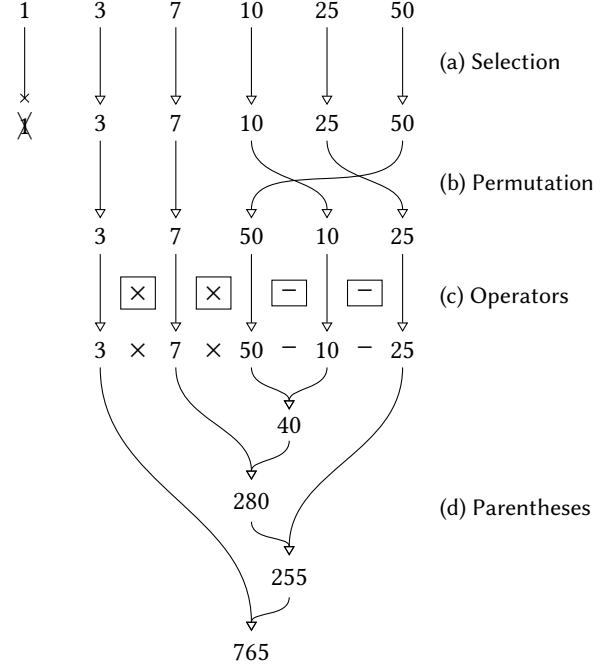 1 3 7 10 25 50
(a) Selection
1 3 7 10 25 50
(b) Permutation
3 7 50 10 25
× × − −
(c) Operators
3 × 7 × 50 − 10 − 25
40
280
(d) Parentheses
255
765